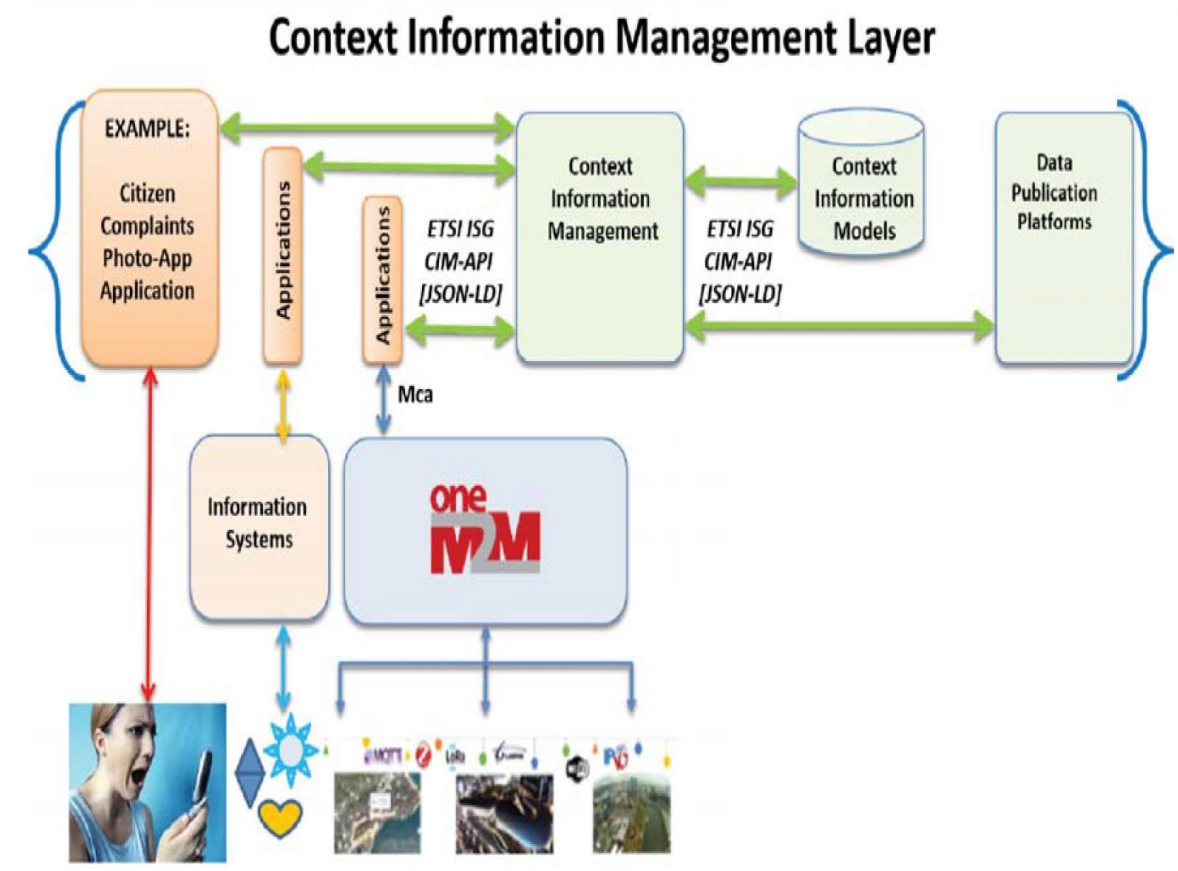 Context Information Management Layer
EXAMPLE:
Citizen
Complaints
Photo-App
Application
Applications
Applications
ETSI ISG
CIM-API
[JSON-LD]
Context
Information
Management
ETSI ISG
CIM-API
[JSON-LD]
Context
Information
Models
Data
Publication
Platforms
Mca
Information
Systems
one
M2M
MQTT
LoRa